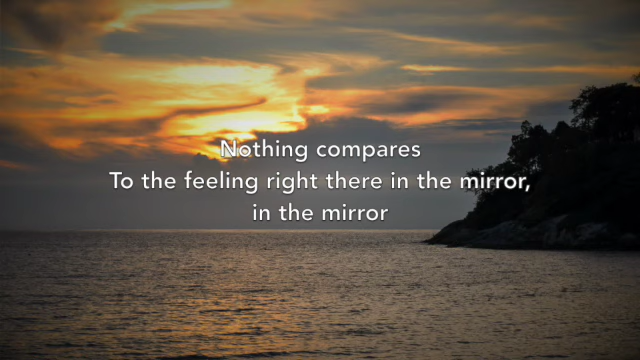 Nothing compares
To the feeling right there in the mirror,
in the mirror